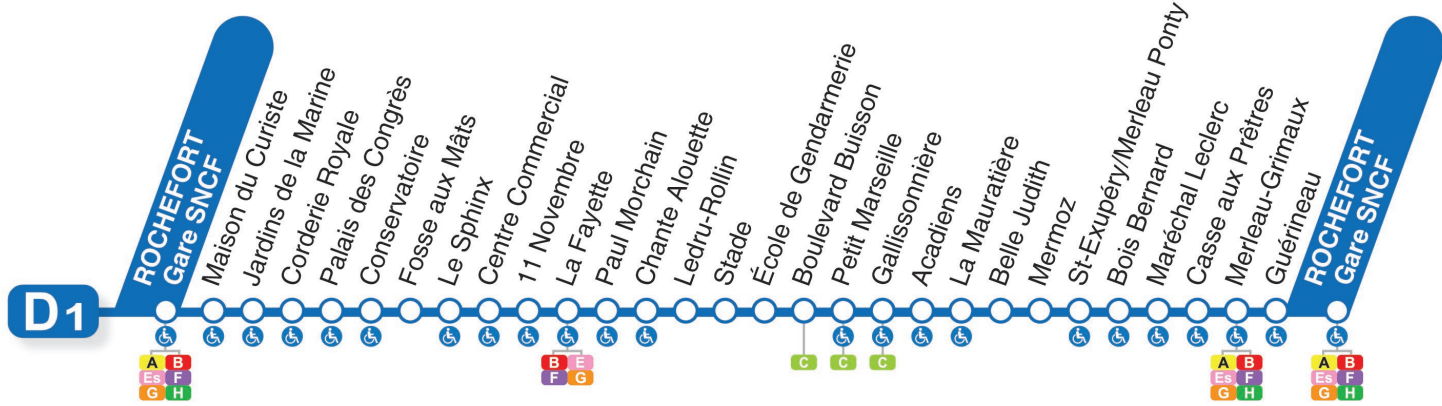 D1
ROCHEFORT
Gare SNCF
Maison du Curiste
Jardins de la Marine
Corderie Royale
Palais des Congrès
Conservatoire
Fosse aux Mâts
Le Sphinx
Centre Commercial
11 Novembre
La Fayette
Paul Morchain
Chante Alouette
Ledru-Rollin
Stade
École de Gendarmerie
Boulevard Buisson
Petit Marseille
Gallissonnière
Acadiens
La Mauratière
Belle Judith
Mermoz
St-Exupéry/Merleau Ponty
Bois Bernard
Maréchal Leclerc
Casse aux Prêtres
Merleau-Grimaux
Guérineau
ROCHEFORT
Gare SNCF
A B
Es F
G H
B E
F G
C
C
C
A B
Es F
G H
A B
Es F
G H